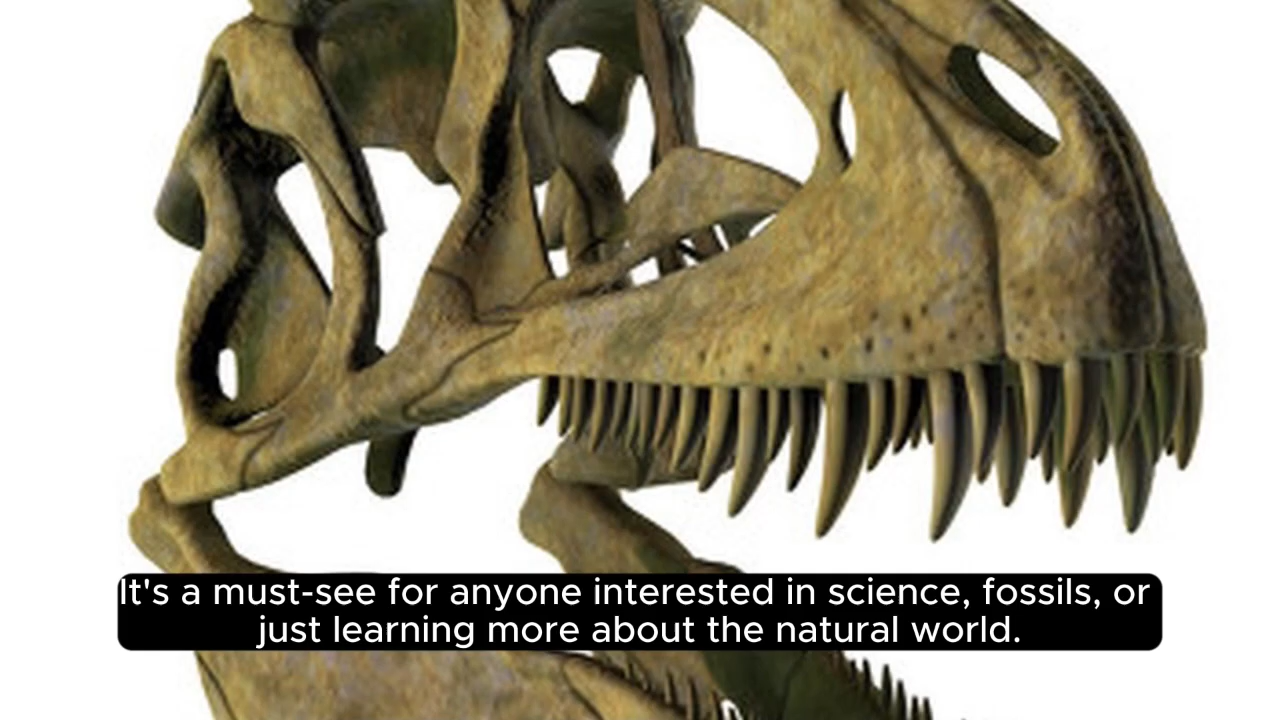 It's a must-see for anyone interested in science, fossils, or
just learning more about the natural world.